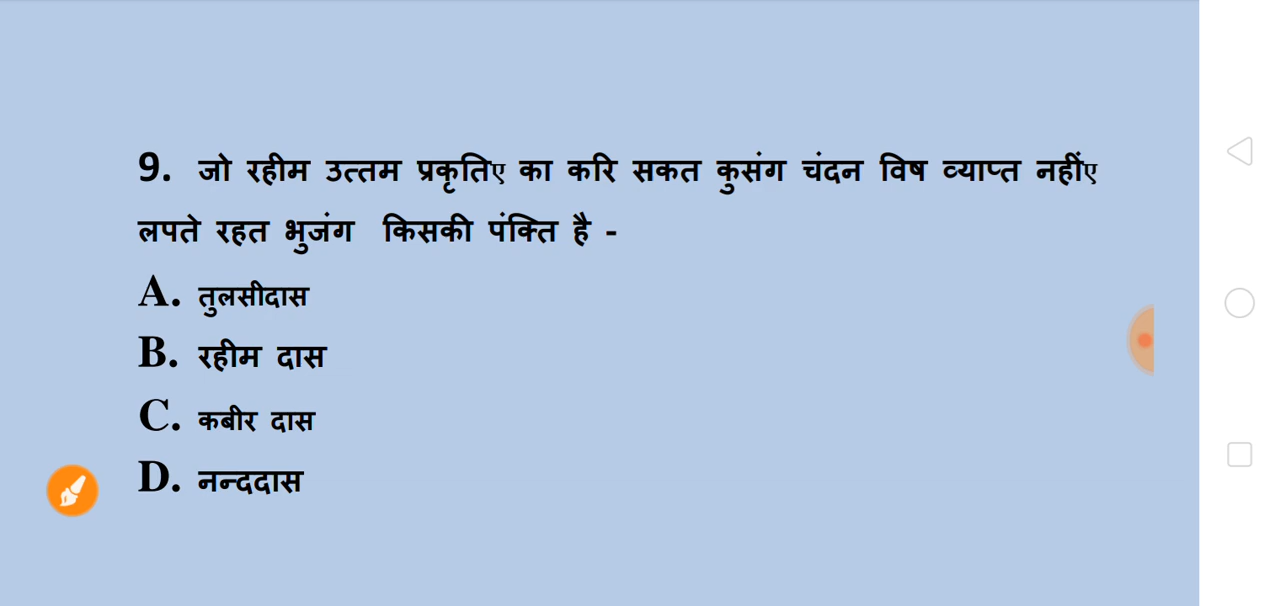 9. जो रहीम उत्तम प्रकृतिए का करि सकत कुसंग चंदन विष व्याप्त नहींए
लपते रहत भुजंग किसकी पंक्ति है -
A. तुलसीदास
B. रहीम दास
C. कबीर दास
D. नन्ददास